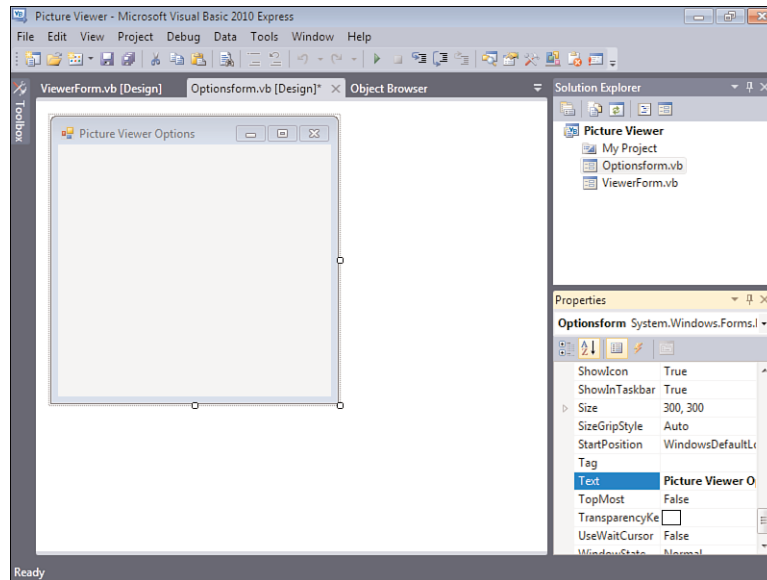 Picture Viewer - Microsoft Visual Basic 2010 Express
File Edit View Project Debug Data Tools Window Help
Toolbox
ViewerForm.vb [Design] Optionsform.vb [Design]* Object Browser
Picture Viewer Options
Solution Explorer
Picture Viewer
My Project
Optionsform.vb
ViewerForm.vb
Properties
Optionsform System.Windows.Forms.
ShowIcon True
ShowInTaskbar True
Size 300, 300
SizeGripStyle Auto
StartPosition WindowsDefaultLo
Tag
Text Picture Viewer O
TopMost False
TransparencyKe
UseWaitCursor False
WindowState Normal
Ready